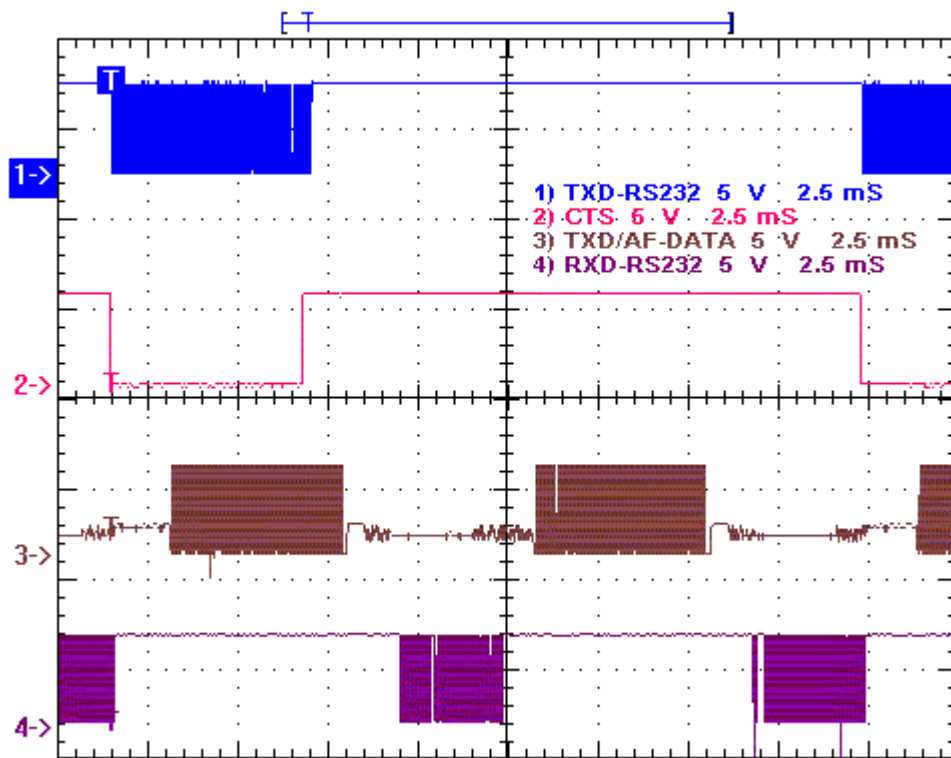 T
T
1->
1) TXD-RS232 5 V 2.5 mS
2) CTS 5 V 2.5 mS
3) TXD/AF-DATA 5 V 2.5 mS
4) RXD-RS232 5 V 2.5 mS
2->
3->
4->